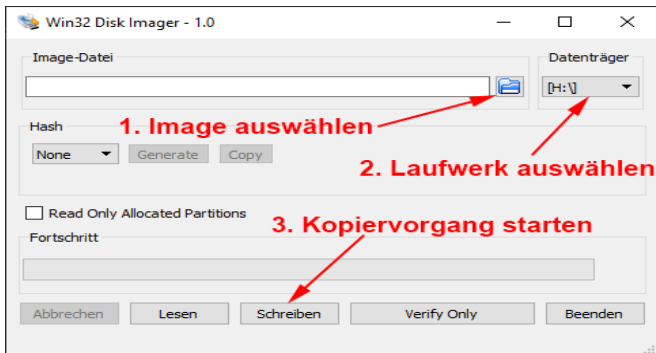 Win32 Disk Imager - 1.0
Image-Datei
Datenträger
[H:\]
1. Image auswählen
Hash
None
Generate
Copy
2. Laufwerk auswählen
Read Only Allocated Partitions
3. Kopiervorgang starten
Fortschritt
Abbrechen
Lesen
Schreiben
Verify Only
Beenden